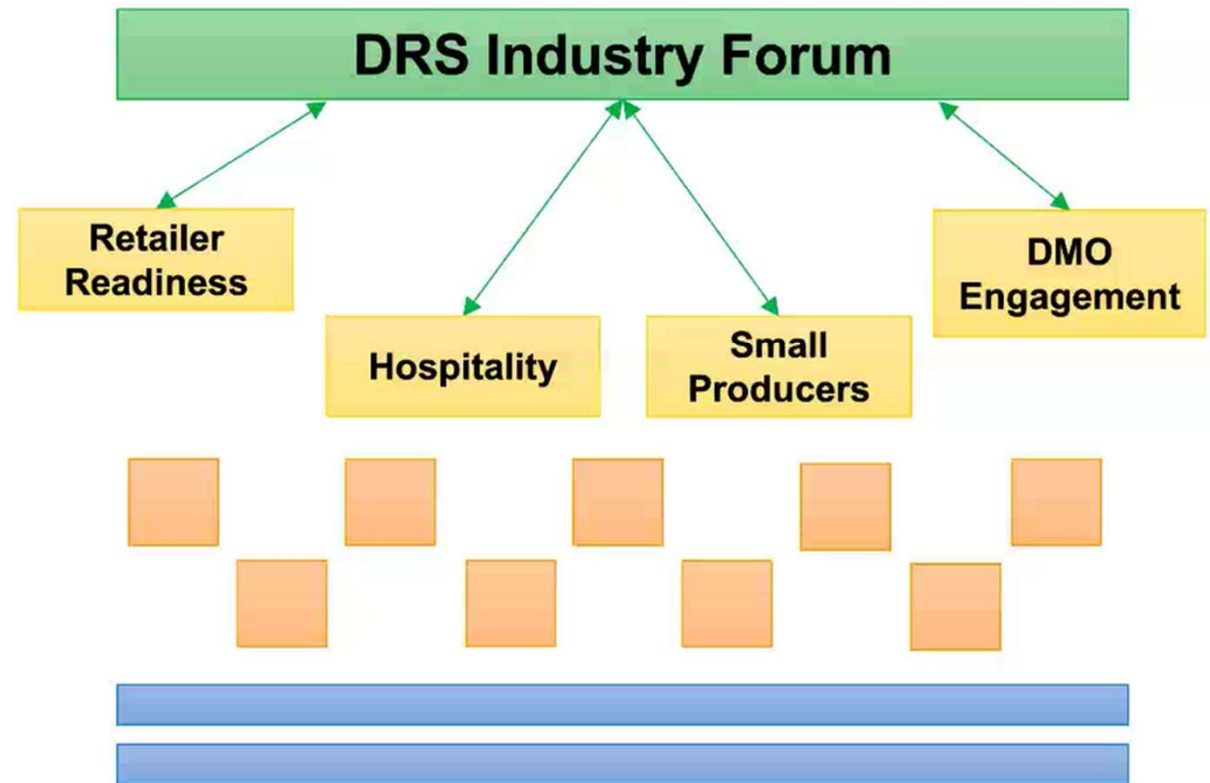 DRS Industry Forum
Retailer
Readiness
Hospitality
Small
Producers
DMO
Engagement